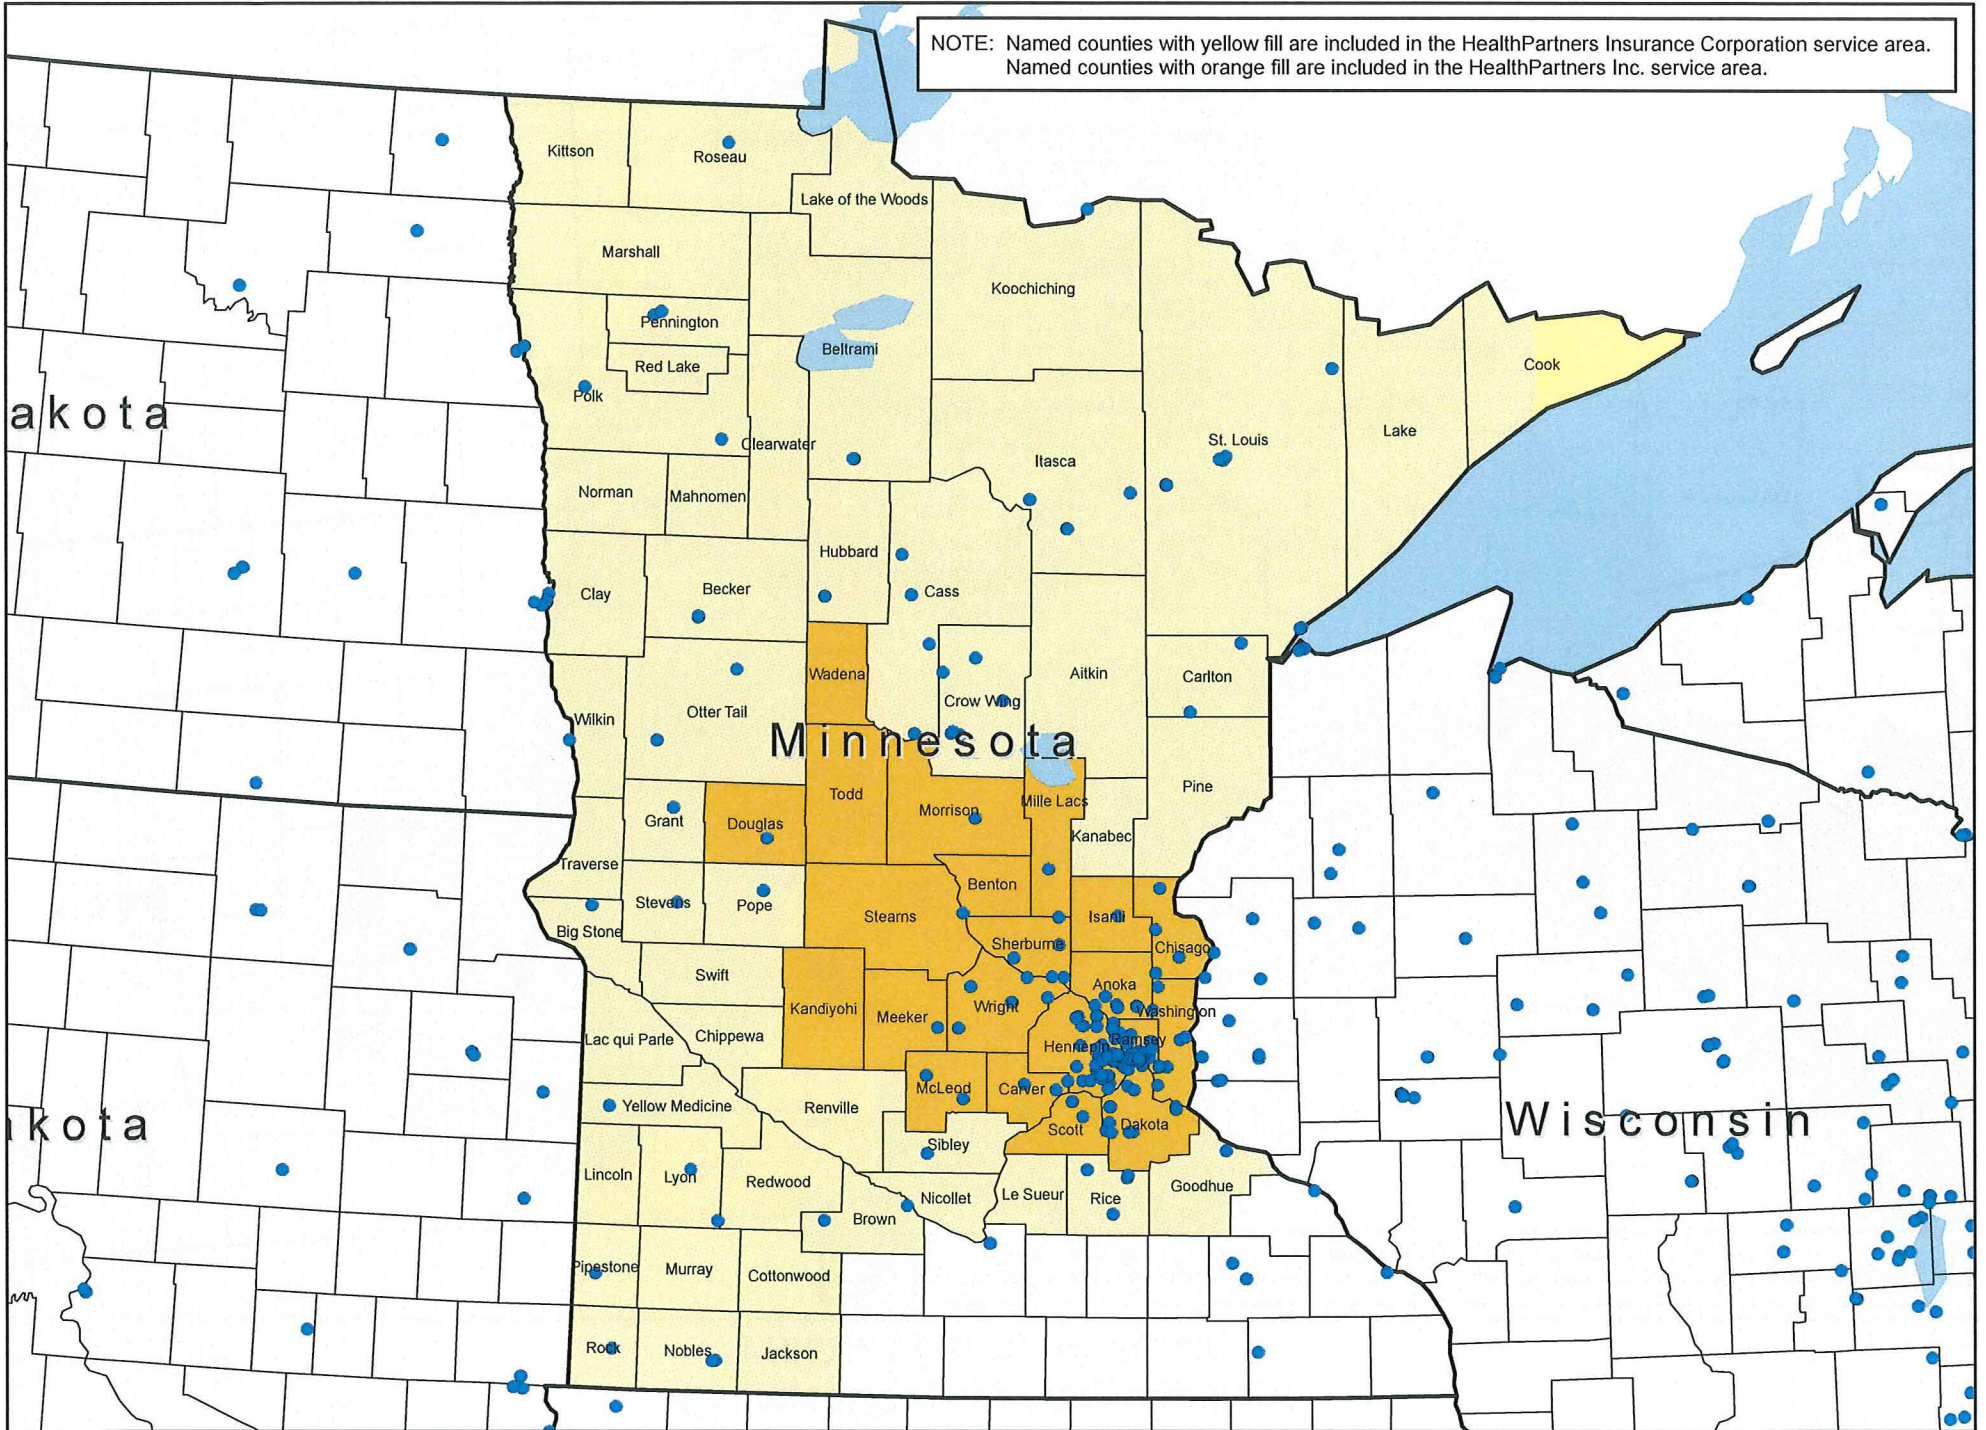 NOTE: Named counties with yellow fill are included in the HealthPartners Insurance Corporation service area.
Named counties with orange fill are included in the HealthPartners Inc. service area.
Kittson
Roseau
Lake of the Woods
Marshall
Koochiching
Pennington
Beltrami
Red Lake
Cook
Polk
akota
Clearwater
Lake
St. Louis
Itasca
Norman
Mahnomen
Hubbard
Becker
Clay
Cass
Wadena
Aitkin
Carlton
Crow Wing
Otter Tail
Wilkin
Minnesota
Pine
Todd
Mille Lacs
Morrison
Grant
Douglas
Kanabec
Traverse
Benton
Stevens
Pope
Stearns
Isanti
Big Stone
Sherburne
Chisago
Swift
Anoka
Wright
Kandiyohi
Washington
Meeker
Chippewa
Lac qui Parle
Ramsey
Hennepin
McLeod
Carver
Yellow Medicine
Renville
Wisconsin
kota
Dakota
Scott
Sibley
Lincoln
Lyon
Redwood
Goodhue
Le Sueur
Nicollet
Rice
Brown
Pipestone
Murray
Cottonwood
Rock
Nobles
Jackson